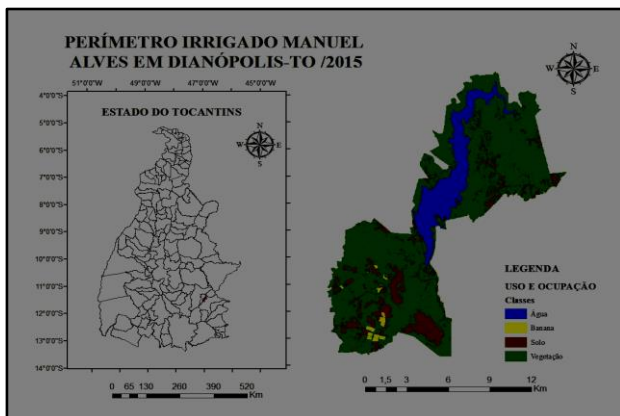 PERÍMETRO IRRIGADO MANUEL
ALVES EM DIANÓPOLIS-TO /2015
51°0'0"S 49°0'0"W 47°0'0"W 45°0'0"W
ESTADO DO TOCANTINS
N
W E
S
4°0'0"S
5°0'0"S
6°0'0"S
7°0'0"S
8°0'0"S
9°0'0"S
10°0'0"S
11°0'0"S
12°0'0"S
13°0'0"S
14°0'0"S
0 65 130 260 390 520
Km
N
W E
S
LEGENDA
USO E OCUPAÇÃO
Classes
Água
Banana
Solo
Vegetação
0 1,5 3 6 9 12
Km